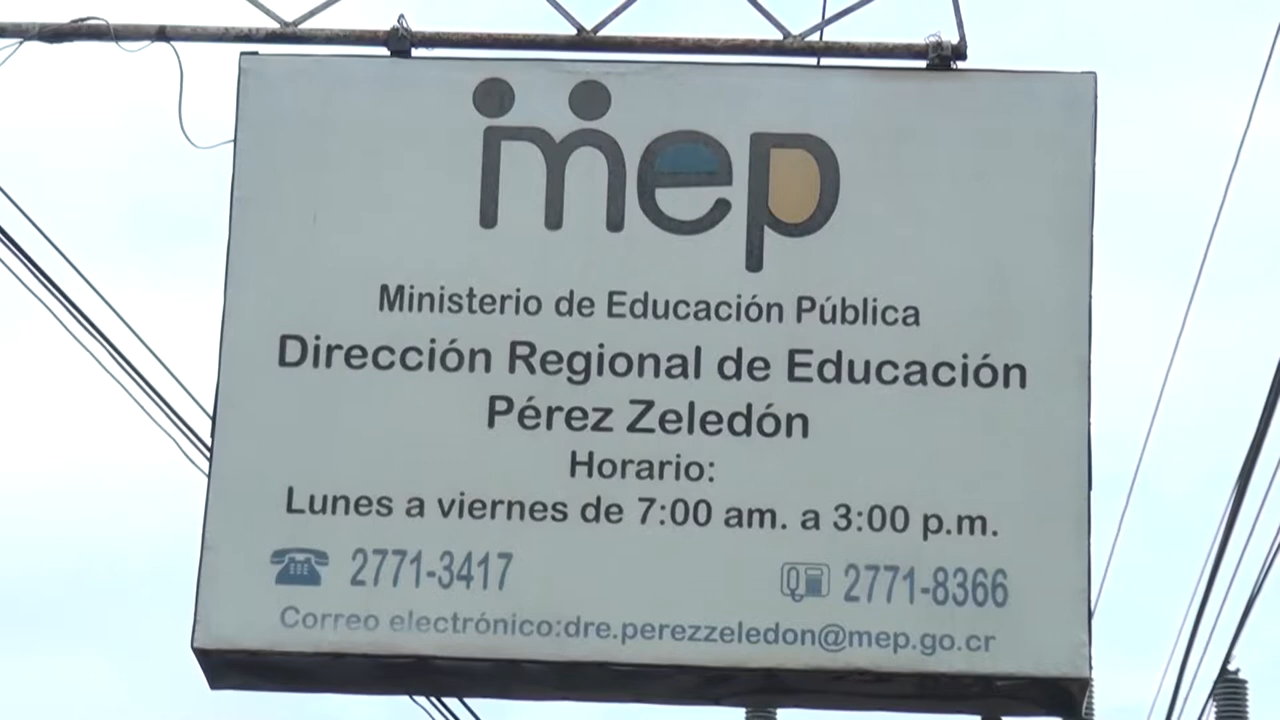 mep
Ministerio de Educación Pública
Dirección Regional de Educación
Pérez Zeledón
Horario:
Lunes a viernes de 7:00 am. a 3:00 p.m.
2771-3417 2771-8366
Correo electrónico:dre.perezzeledon@mep.go.cr